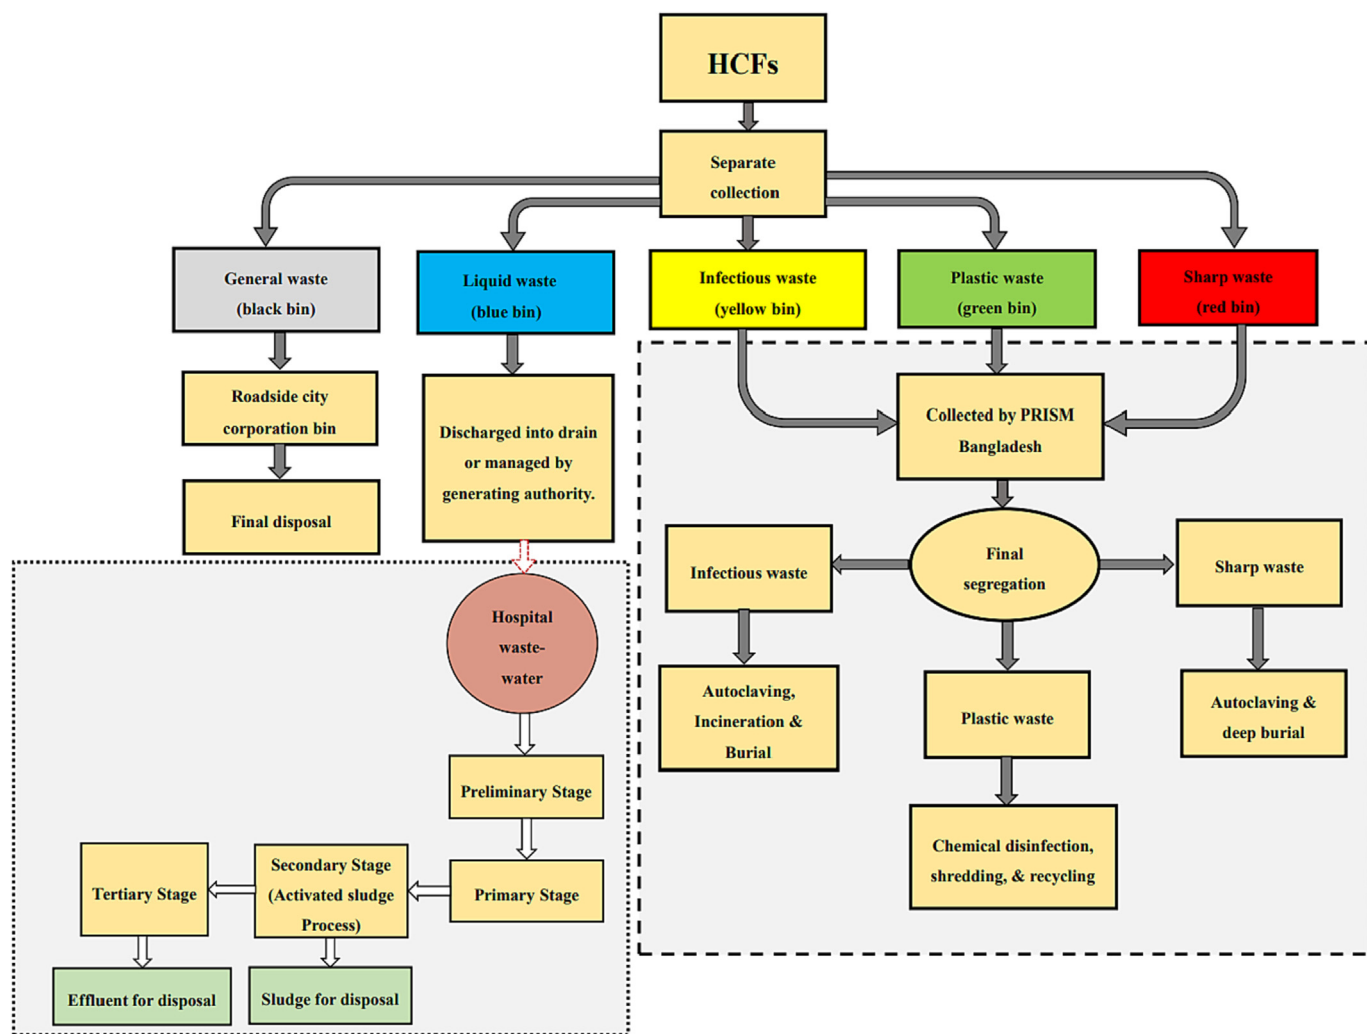 HCFs
Separate
collection
General waste
(black bin)
Liquid waste
(blue bin)
Infectious waste
(yellow bin)
Plastic waste
(green bin)
Sharp waste
(red bin)
Roadside city
corporation bin
Final disposal
Discharged into drain
or managed by
generating authority.
Collected by PRISM
Bangladesh
Final
segregation
Infectious waste
Sharp waste
Autoclaving,
Incineration &
Burial
Plastic waste
Autoclaving &
deep burial
Chemical disinfection,
shredding, & recycling
Hospital
waste-
water
Preliminary Stage
Primary Stage
Secondary Stage
(Activated sludge
Process)
Tertiary Stage
Effluent for disposal
Sludge for disposal